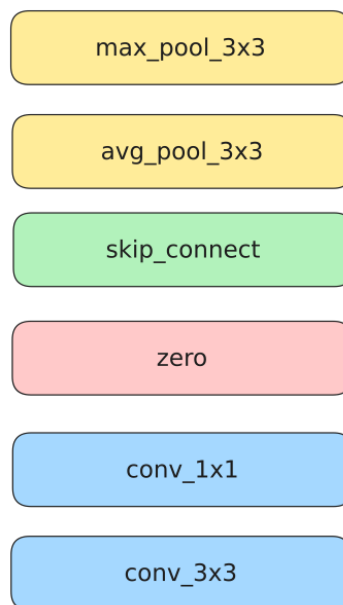 max_pool_3x3
avg_pool_3x3
skip_connect
zero
conv_1x1
conv_3x3